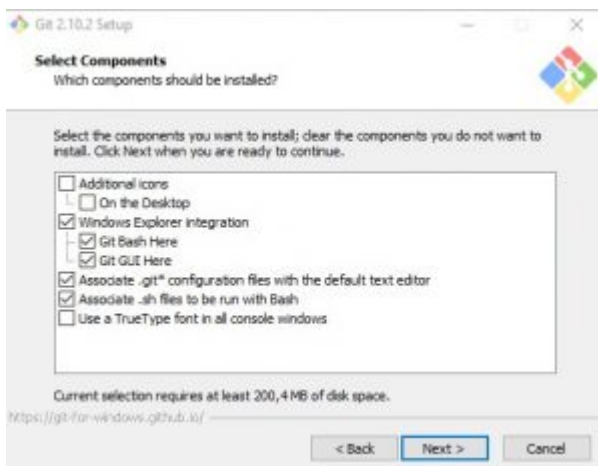 Git 2.10.2 Setup
Select Components
Which components should be installed?
Select the components you want to install; clear the components you do not want to
install. Click Next when you are ready to continue.
Additional icons
On the Desktop
Windows Explorer integration
Git Bash Here
Git GUI Here
Associate .git* configuration files with the default text editor
Associate .sh files to be run with Bash
Use a TrueType font in all console windows
Current selection requires at least 200,4 MB of disk space.
https://git-for-windows.github.io/
< Back
Next >
Cancel